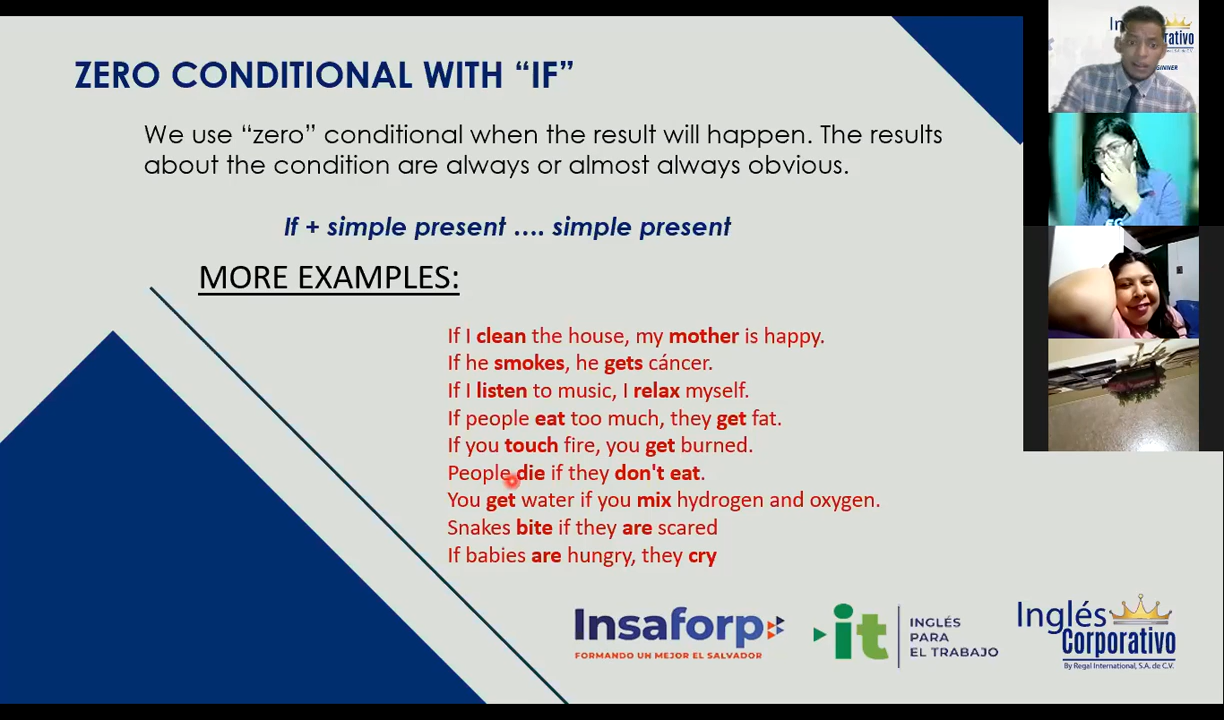 ZERO CONDITIONAL WITH “IF”
We use “zero” conditional when the result will happen. The results
about the condition are always or almost always obvious.
If + simple present …. simple present
MORE EXAMPLES:
If I clean the house, my mother is happy.
If he smokes, he gets cáncer.
If I listen to music, I relax myself.
If people eat too much, they get fat.
If you touch fire, you get burned.
People die if they don't eat.
You get water if you mix hydrogen and oxygen.
Snakes bite if they are scared
If babies are hungry, they cry
Insaforp
FORMANDO UN MEJOR EL SALVADOR
it
INGLÉS
PARA
EL TRABAJO
Inglés
Corporativo
By Regal International, S.A. de C.V.